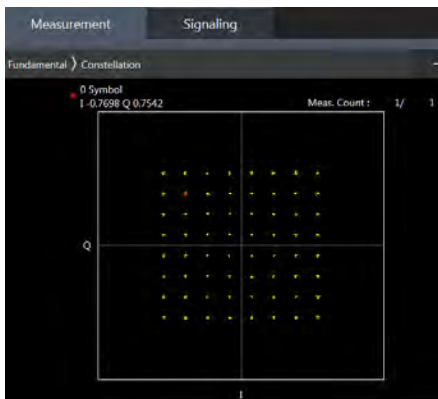 Measurement Signaling
Fundamental ❭ Constellation
0 Symbol
I -0.7698 Q 0.7542 Meas. Count : 1/ 1
Q
I